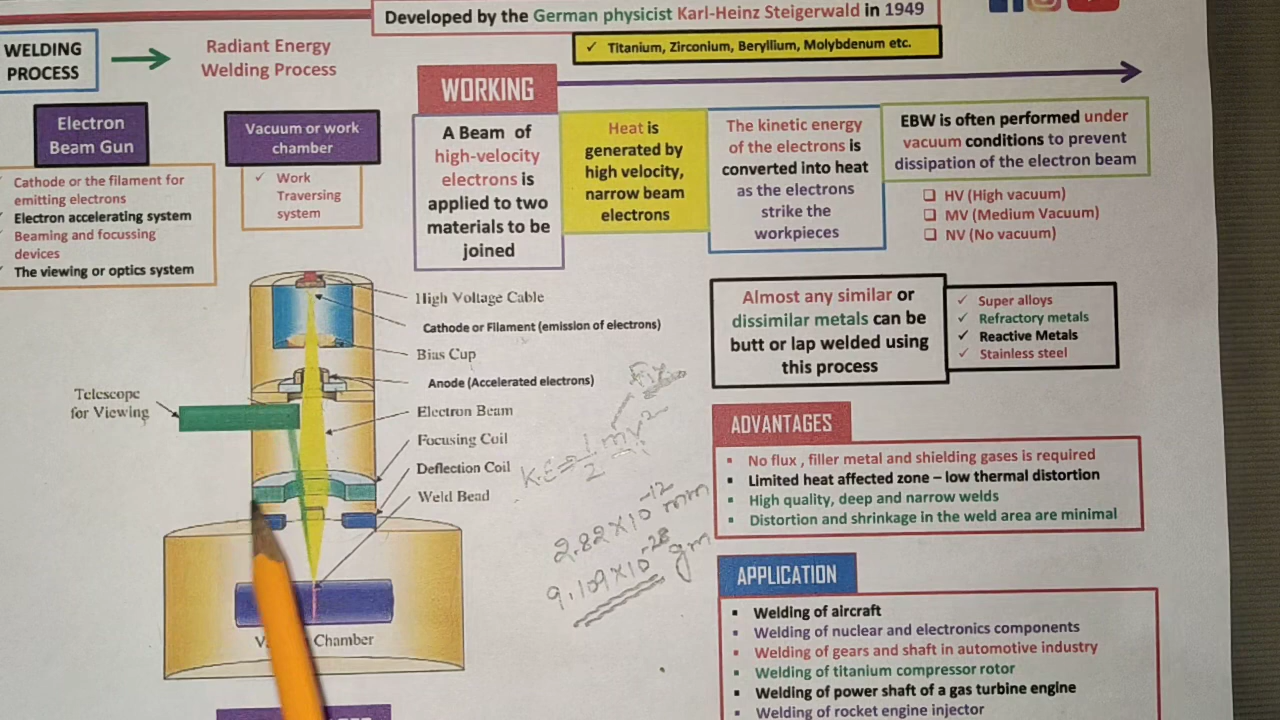 Developed by the German physicist Karl-Heinz Steigerwald in 1949
✓ Titanium, Zirconium, Beryllium, Molybdenum etc.
WELDING
PROCESS
Radiant Energy
Welding Process
WORKING
Electron
Beam Gun
✓ Cathode or the filament for
emitting electrons
✓ Electron accelerating system
✓ Beaming and focussing
devices
✓ The viewing or optics system
Vacuum or work
chamber
✓ Work
Traversing
system
A Beam of
high-velocity
electrons is
applied to two
materials to be
joined
Heat is
generated by
high velocity,
narrow beam
electrons
The kinetic energy
of the electrons is
converted into heat
as the electrons
strike the
workpieces
EBW is often performed under
vacuum conditions to prevent
dissipation of the electron beam
❑ HV (High vacuum)
❑ MV (Medium Vacuum)
❑ NV (No vacuum)
High Voltage Cable
Cathode or Filament (emission of electrons)
Bias Cup
Anode (Accelerated electrons)
Telescope
for Viewing
Electron Beam
Focusing Coil
Deflection Coil
Weld Bead
Chamber
K.E = 1/2 mv²
2.82×10⁻¹² mm
9.109×10⁻²⁸ gm
Almost any similar or
dissimilar metals can be
butt or lap welded using
this process
✓ Super alloys
✓ Refractory metals
✓ Reactive Metals
✓ Stainless steel
ADVANTAGES
▪ No flux , filler metal and shielding gases is required
▪ Limited heat affected zone – low thermal distortion
▪ High quality, deep and narrow welds
▪ Distortion and shrinkage in the weld area are minimal
APPLICATION
▪ Welding of aircraft
▪ Welding of nuclear and electronics components
▪ Welding of gears and shaft in automotive industry
▪ Welding of titanium compressor rotor
▪ Welding of power shaft of a gas turbine engine
▪ Welding of rocket engine injector